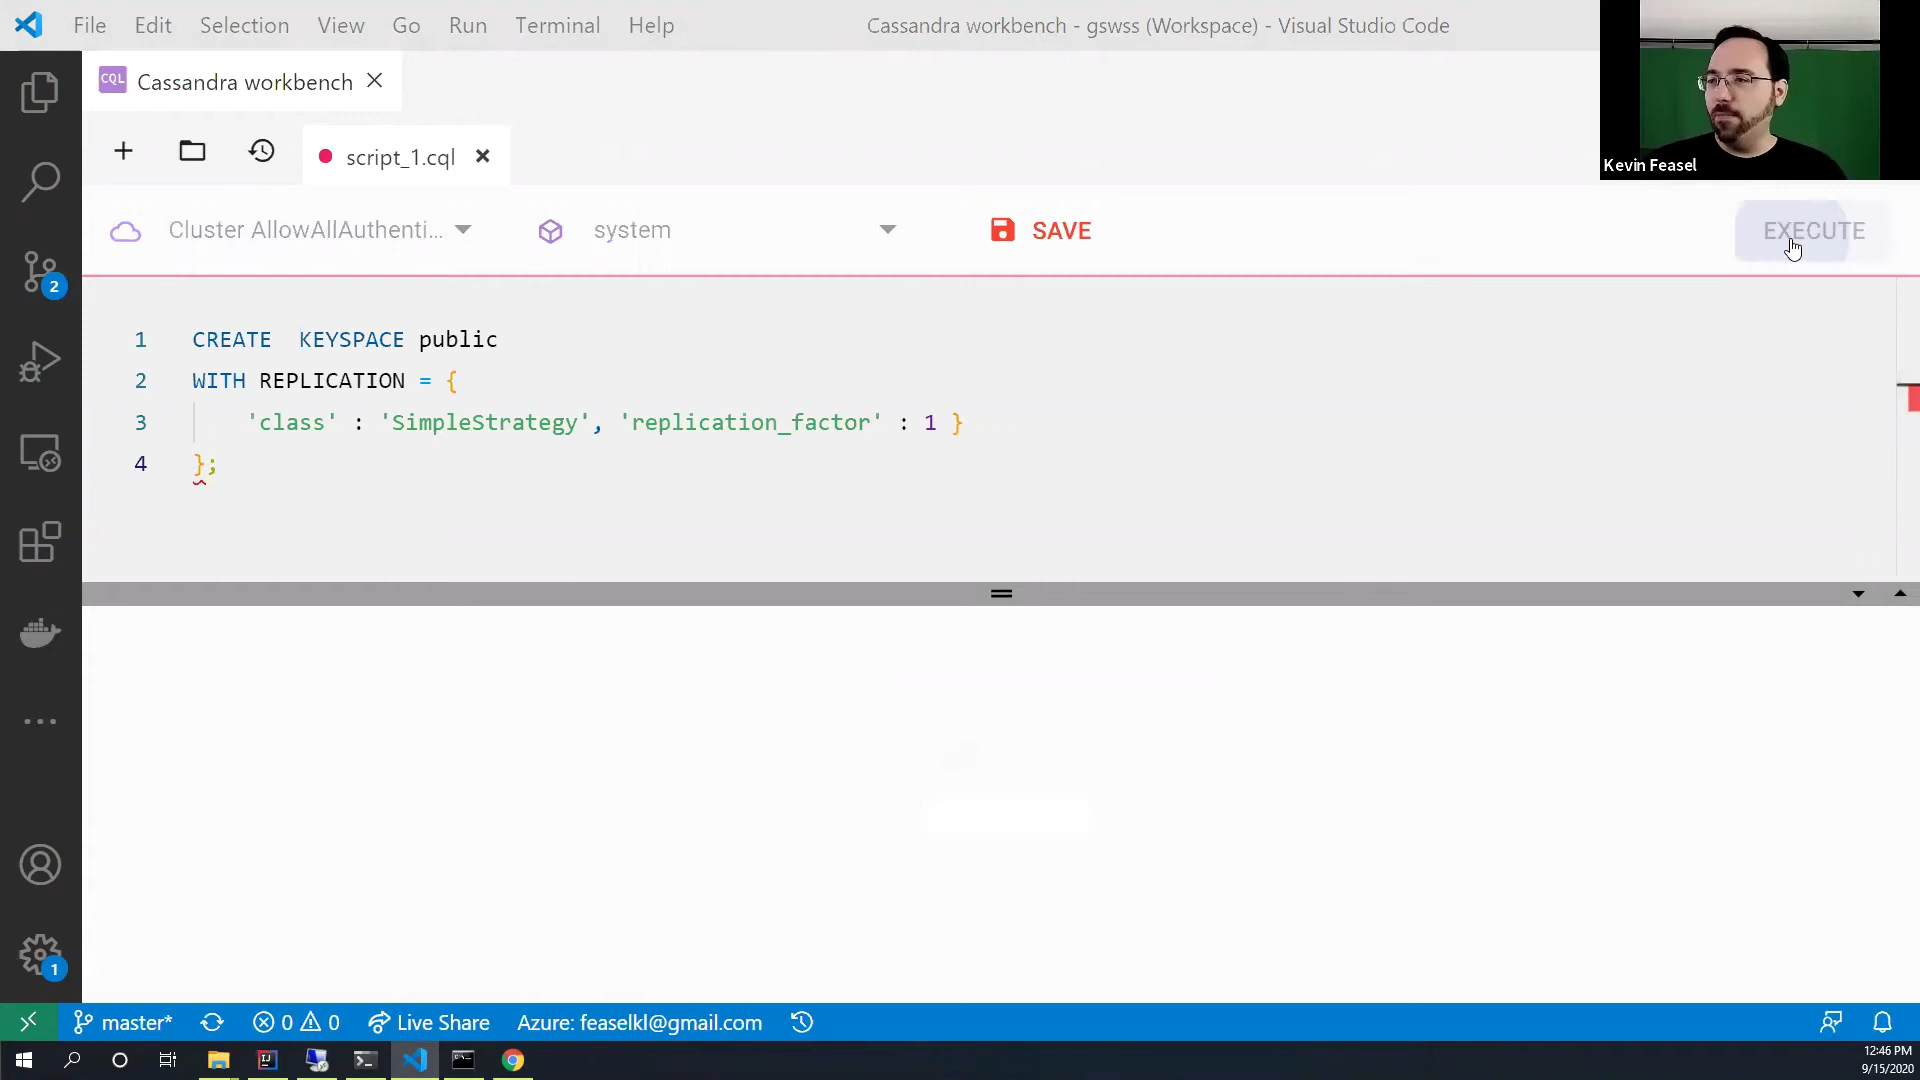 File Edit Selection View Go Run Terminal Help Cassandra workbench - gswss (Workspace) - Visual Studio Code
CQL Cassandra workbench
script_1.cql
Kevin Feasel
Cluster AllowAllAuthenti... system SAVE EXECUTE
1 CREATE  KEYSPACE public
2 WITH REPLICATION = {
3 'class' : 'SimpleStrategy', 'replication_factor' : 1 }
4 };
2
1
master* 0 0 Live Share Azure: feaselkl@gmail.com
12:46 PM
9/15/2020